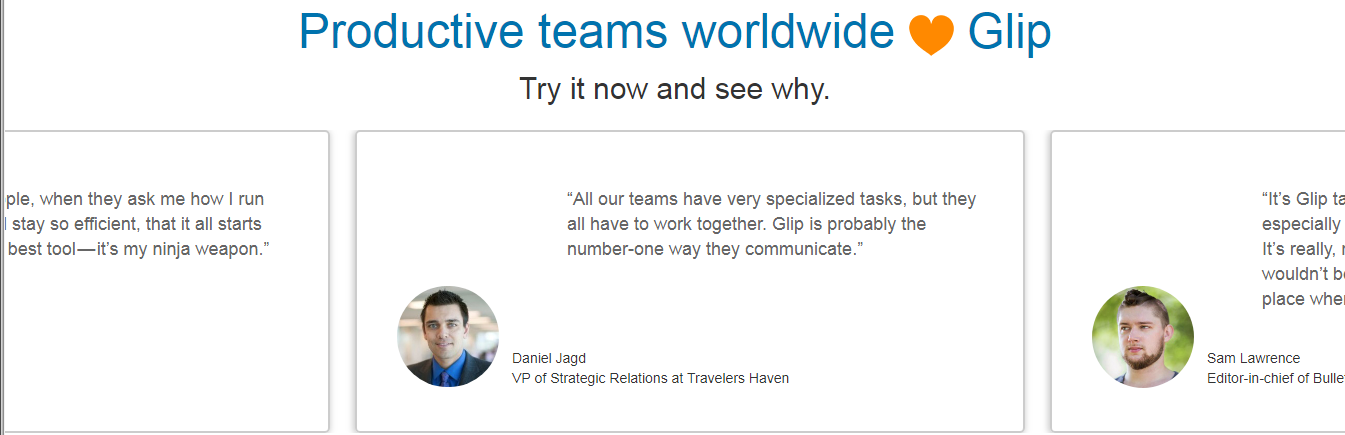 Productive teams worldwide 🧡 Glip
Try it now and see why.
ple, when they ask me how I run
stay so efficient, that it all starts
best tool—it’s my ninja weapon.”
“All our teams have very specialized tasks, but they
all have to work together. Glip is probably the
number-one way they communicate.”
Daniel Jagd
VP of Strategic Relations at Travelers Haven
“It’s Glip ta
especially
It’s really,
wouldn’t b
place whe
Sam Lawrence
Editor-in-chief of Bulle